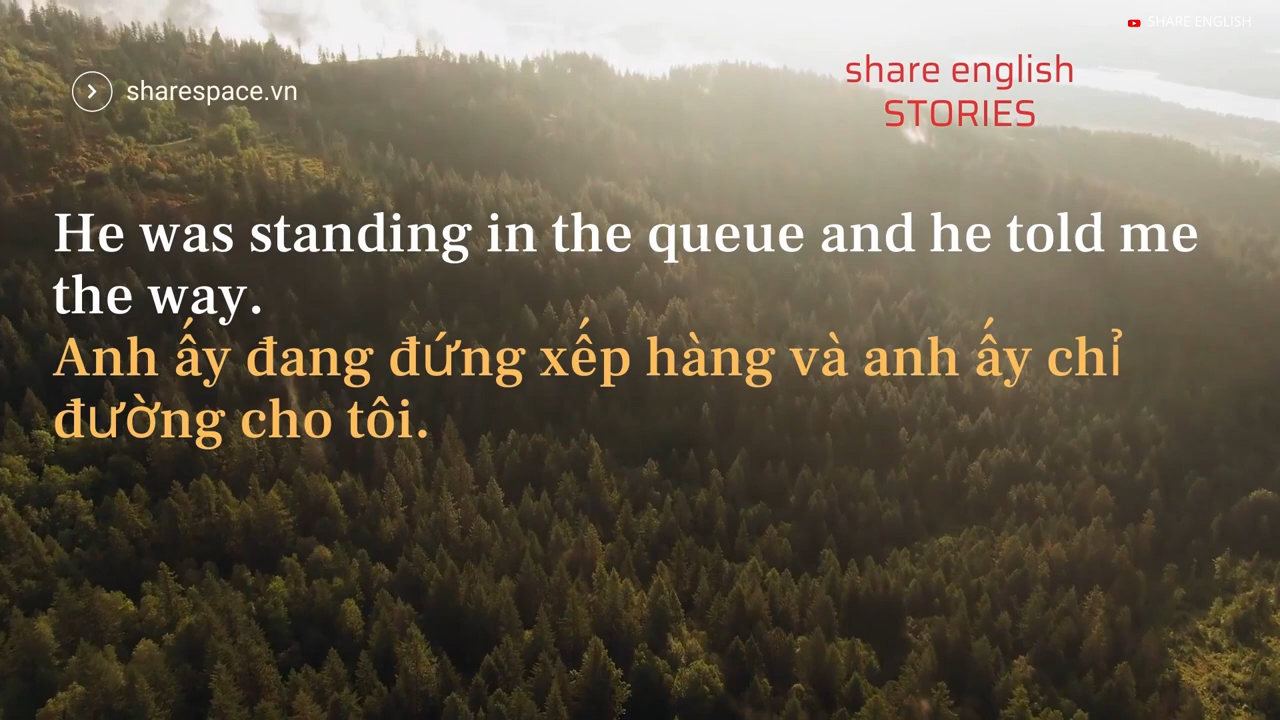 SHARE ENGLISH
share english
STORIES
sharespace.vn
He was standing in the queue and he told me
the way.
Anh ấy đang đứng xếp hàng và anh ấy chỉ
đường cho tôi.